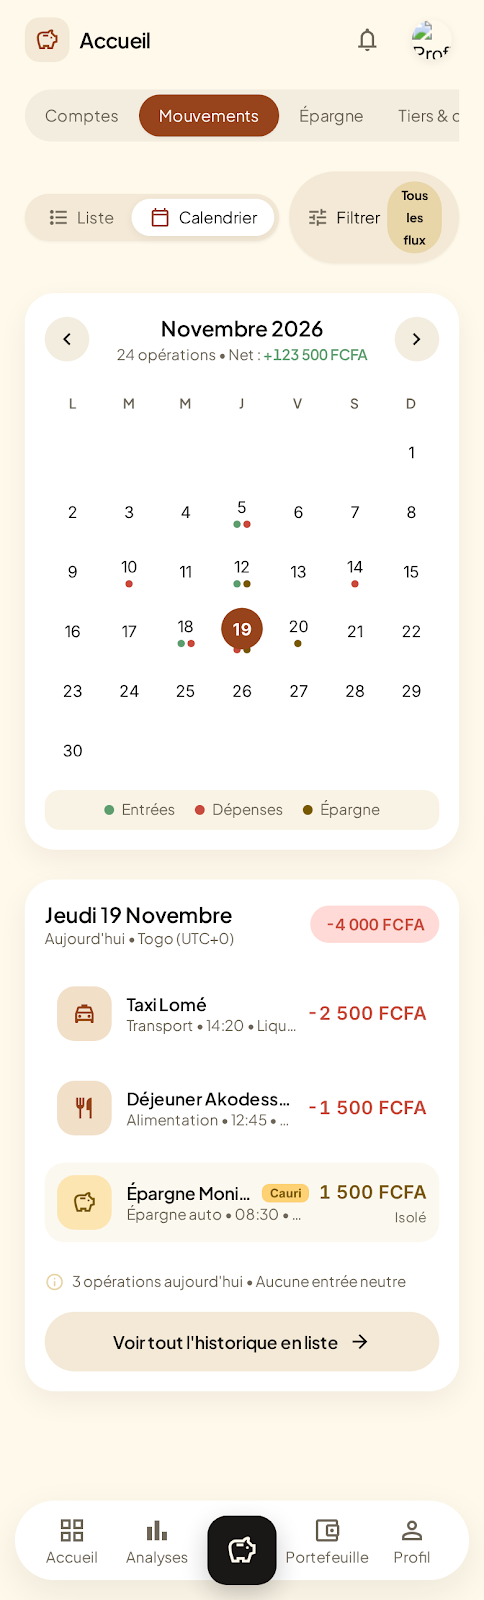 Accueil
Prof
Comptes Mouvements Épargne Tiers & c
Liste Calendrier Filtrer Tous les flux
Novembre 2026
24 opérations • Net : +123 500 FCFA
L M M J V S D
1
2 3 4 5 6 7 8
9 10 11 12 13 14 15
16 17 18 19 20 21 22
23 24 25 26 27 28 29
30
Entrées Dépenses Épargne
Jeudi 19 Novembre
-4 000 FCFA
Aujourd'hui • Togo (UTC+0)
Taxi Lomé
-2 500 FCFA
Transport • 14:20 • Liqu...
Déjeuner Akodess...
-1 500 FCFA
Alimentation • 12:45 • ...
Épargne Moni... Cauri 1 500 FCFA
Épargne auto • 08:30 • ... Isolé
3 opérations aujourd'hui • Aucune entrée neutre
Voir tout l'historique en liste →
Accueil Analyses Portefeuille Profil